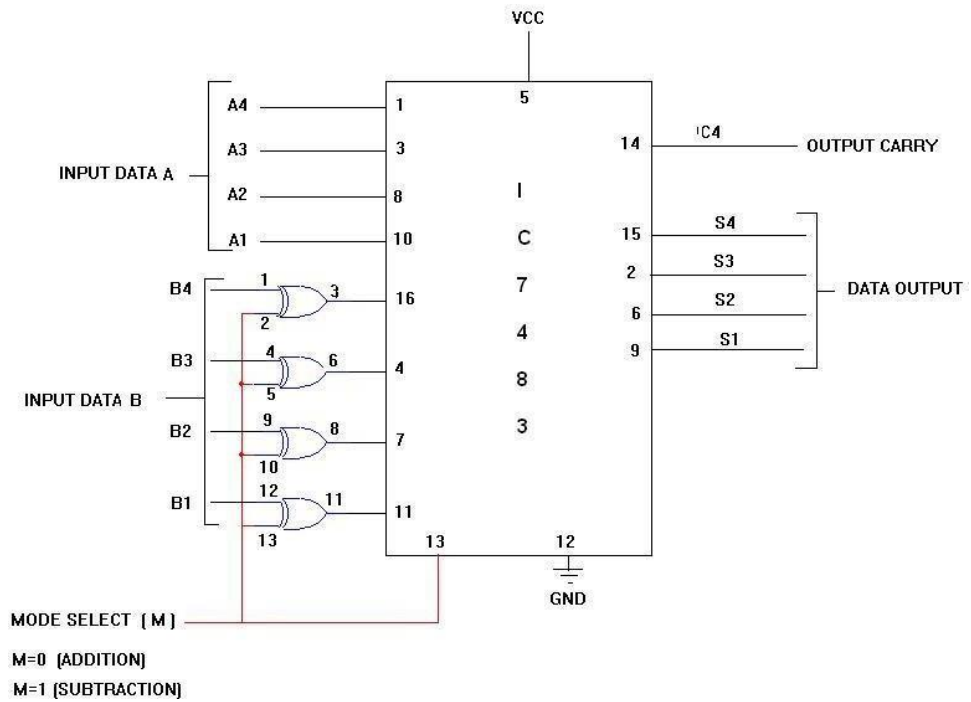 VCC
5
A4 1
A3 3
A2 8
A1 10
INPUT DATA A
14 'C4 OUTPUT CARRY
15 S4
2 S3
6 S2
9 S1
DATA OUTPUT
I
C
7
4
8
3
B4 1 2 3 16
B3 4 5 6 4
B2 9 10 8 7
B1 12 13 11 11
INPUT DATA B
13 12
GND
MODE SELECT (M)
M=0 (ADDITION)
M=1 (SUBTRACTION)